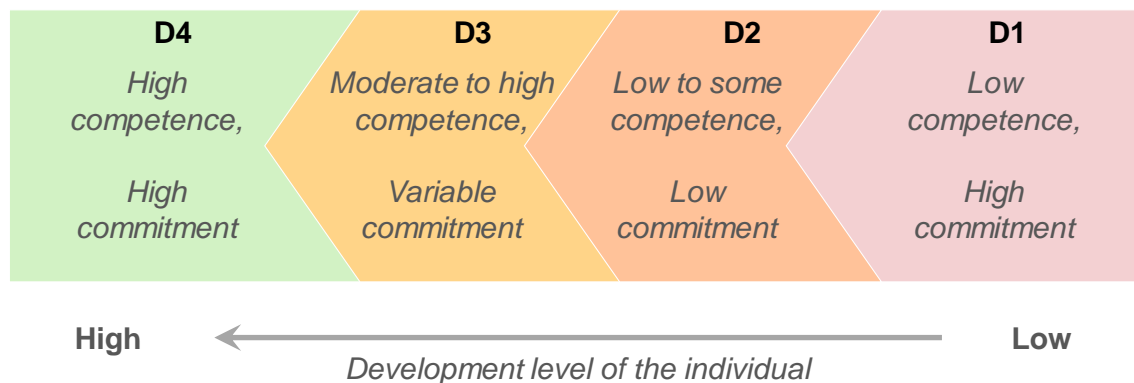 D4
High
competence,
High
commitment
D3
Moderate to high
competence,
Variable
commitment
D2
Low to some
competence,
Low
commitment
D1
Low
competence,
High
commitment
High
Low
Development level of the individual